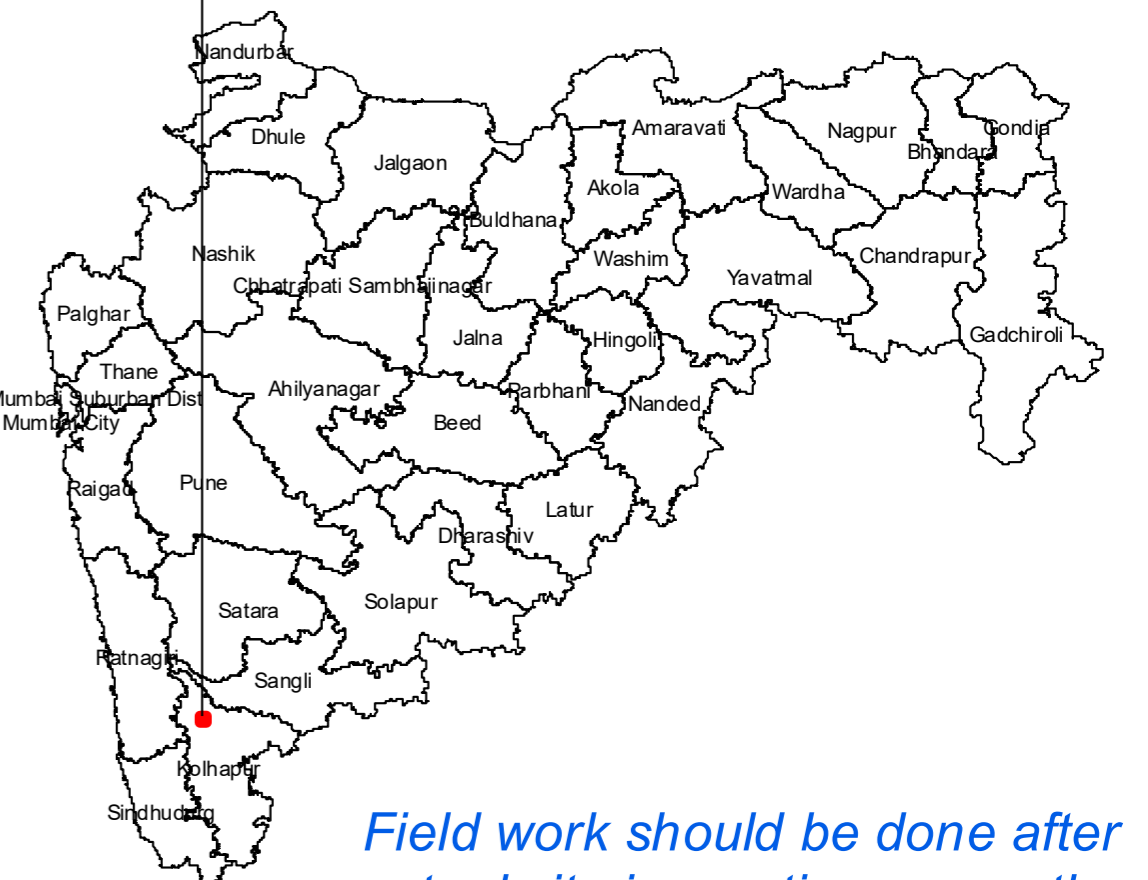 Nandurbar
Dhule
Jalgaon
Amaravati
Nagpur
Gondia
Bhandara
Akola
Wardha
Buldhana
Nashik
Washim
Chandrapur
Yavatmal
Chhatrapati Sambhajinagar
Palghar
Jalna
Hingoli
Gadchiroli
Thane
Ahilyanagar
Parbhani
Mumbai Suburban Dist
Nanded
Mumbai City
Beed
Raigad
Pune
Latur
Dharashiv
Satara
Solapur
Ratnagiri
Sangli
Kolhapur
Sindhudurg
Field work should be done after